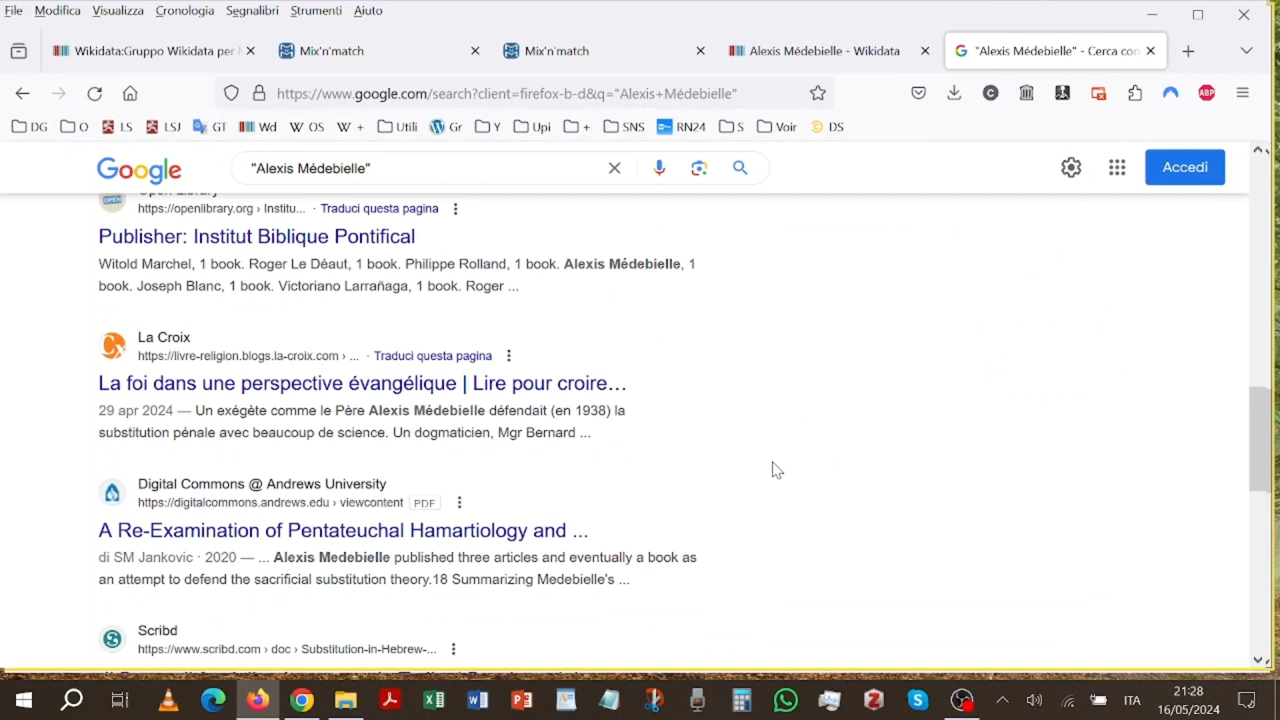 File Modifica Visualizza Cronologia Segnalibri Strumenti Aiuto
Wikidata:Gruppo Wikidata per
Mix'n'match
Mix'n'match
Alexis Médebielle - Wikidata
"Alexis Médebielle" - Cerca con
https://www.google.com/search?client=firefox-b-d&q="Alexis+Médebielle"
ABP
DG O LS LSJ GT Wd OS + Utili Gr Y Upi + SNS RN24 S Voir DS
Google
"Alexis Médebielle"
Accedi
OPEN
Open Library
https://openlibrary.org › Institu... · Traduci questa pagina
Publisher: Institut Biblique Pontifical
Witold Marchel, 1 book. Roger Le Déaut, 1 book. Philippe Rolland, 1 book. Alexis Médebielle, 1
book. Joseph Blanc, 1 book. Victoriano Larrañaga, 1 book. Roger ...
La Croix
https://livre-religion.blogs.la-croix.com › ... · Traduci questa pagina
La foi dans une perspective évangélique | Lire pour croire…
29 apr 2024 — Un exégète comme le Père Alexis Médebielle défendait (en 1938) la
substitution pénale avec beaucoup de science. Un dogmaticien, Mgr Bernard ...
Digital Commons @ Andrews University
https://digitalcommons.andrews.edu › viewcontent PDF
A Re-Examination of Pentateuchal Hamartiology and ...
di SM Jankovic · 2020 — ... Alexis Medebielle published three articles and eventually a book as
an attempt to defend the sacrificial substitution theory.18 Summarizing Medebielle's ...
Scribd
https://www.scribd.com › doc › Substitution-in-Hebrew-...
ITA
21:28
16/05/2024